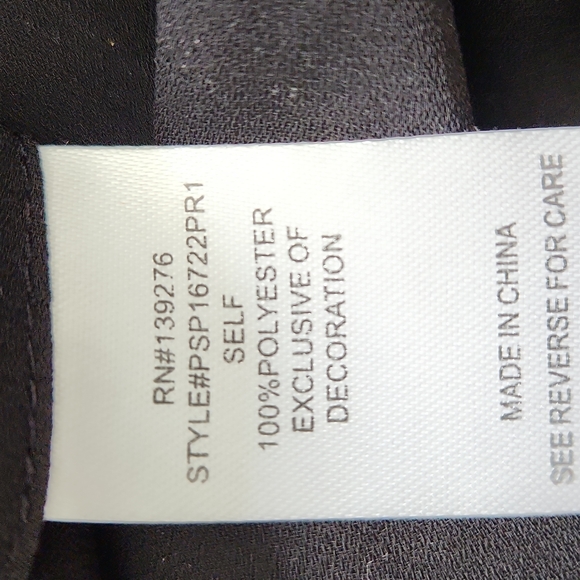 RN#139276
STYLE#PSP16722PR1
SELF
100%POLYESTER
EXCLUSIVE OF
DECORATION
MADE IN CHINA
SEE REVERSE FOR CARE